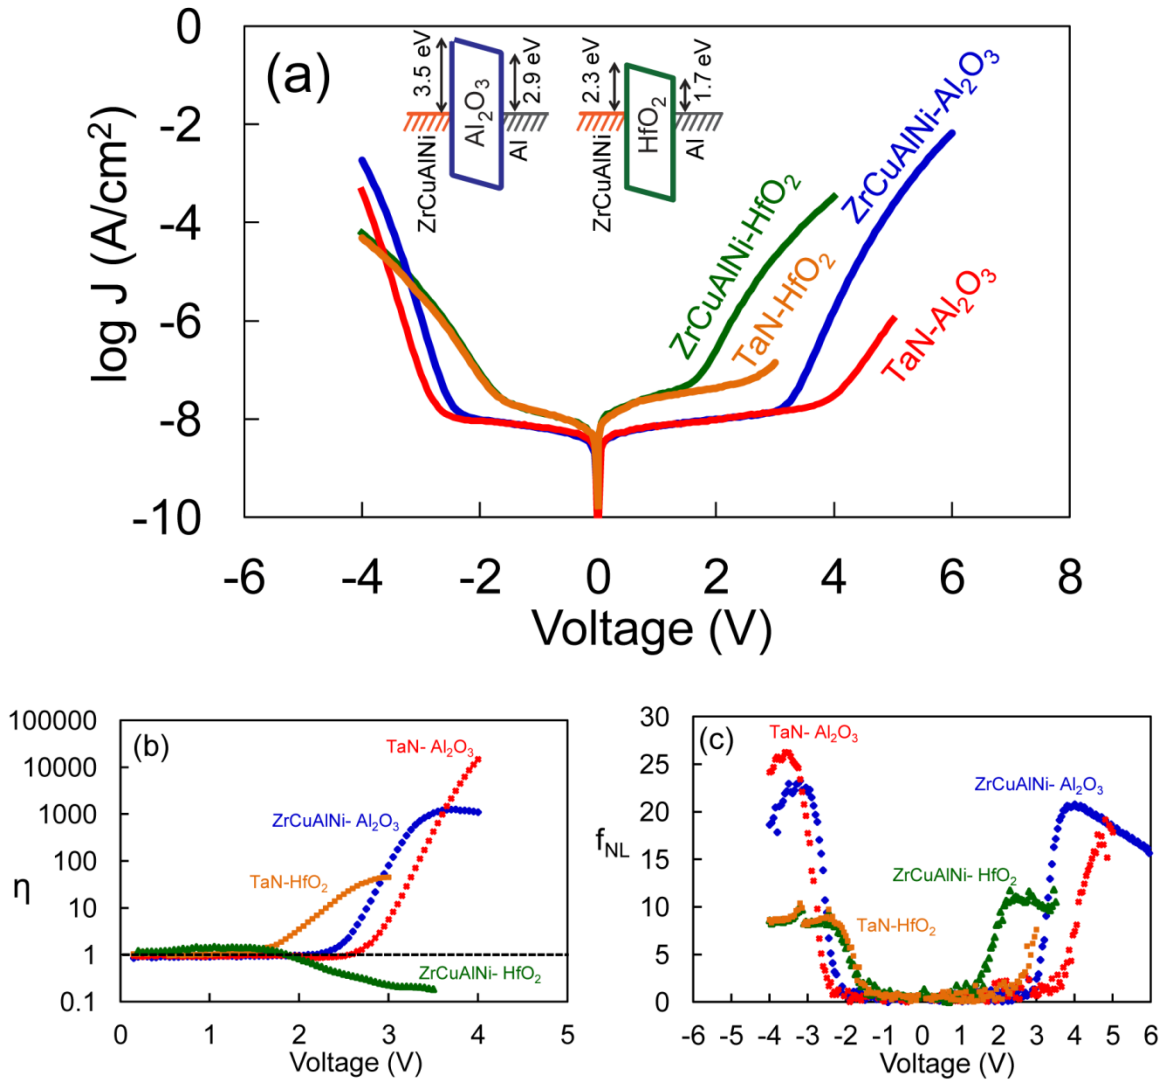 (a)
log J (A/cm²)
0
-2
-4
-6
-8
-10
-6
-4
-2
0
2
4
6
8
Voltage (V)
3.5 eV
Al₂O₃
2.9 eV
ZrCuAlNi
Al
2.3 eV
HfO₂
1.7 eV
ZrCuAlNi
Al
ZrCuAlNi-HfO₂
TaN-HfO₂
ZrCuAlNi-Al₂O₃
TaN-Al₂O₃
(b)
η
100000
10000
1000
100
10
1
0.1
0
1
2
3
4
5
Voltage (V)
TaN- Al₂O₃
ZrCuAlNi- Al₂O₃
TaN-HfO₂
ZrCuAlNi- HfO₂
(c)
f_NL
30
25
20
15
10
5
0
-6
-5
-4
-3
-2
-1
0
1
2
3
4
5
6
Voltage (V)
TaN- Al₂O₃
ZrCuAlNi- Al₂O₃
ZrCuAlNi- HfO₂
TaN-HfO₂